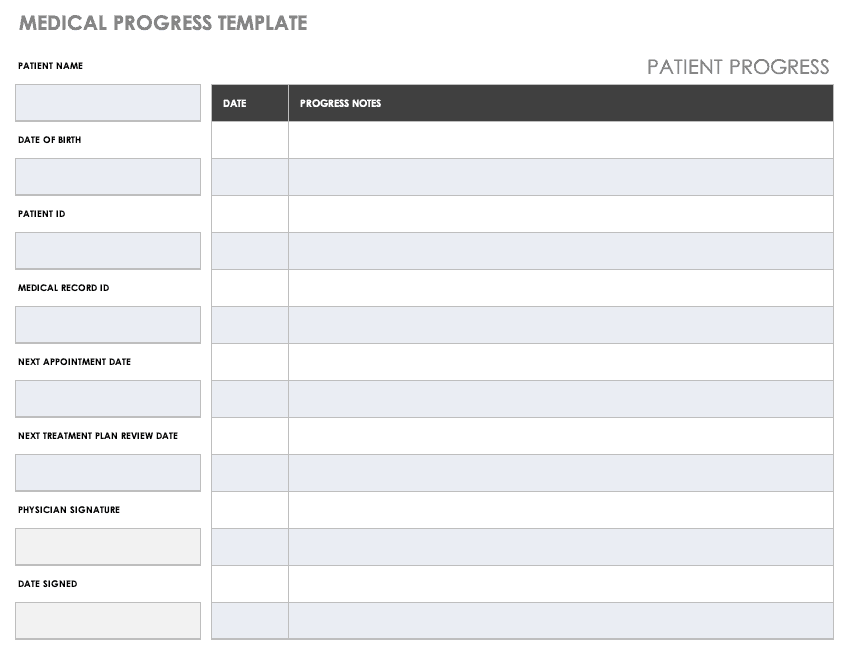 MEDICAL PROGRESS TEMPLATE
PATIENT NAME
PATIENT PROGRESS
DATE PROGRESS NOTES
DATE OF BIRTH
PATIENT ID
MEDICAL RECORD ID
NEXT APPOINTMENT DATE
NEXT TREATMENT PLAN REVIEW DATE
PHYSICIAN SIGNATURE
DATE SIGNED